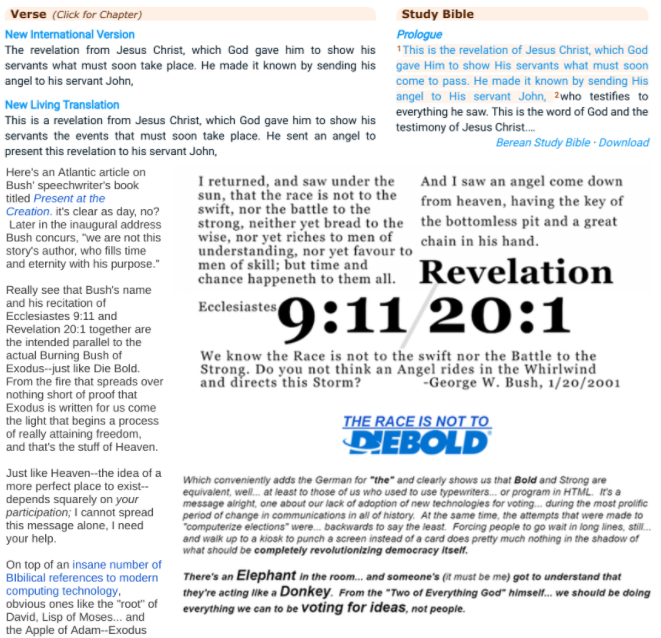 Verse (Click for Chapter)
New International Version
The revelation from Jesus Christ, which God gave him to show his
servants what must soon take place. He made it known by sending his
angel to his servant John,
New Living Translation
This is a revelation from Jesus Christ, which God gave him to show his
servants the events that must soon take place. He sent an angel to
present this revelation to his servant John,
Study Bible
Prologue
1This is the revelation of Jesus Christ, which God
gave Him to show His servants what must soon
come to pass. He made it known by sending His
angel to His servant John, 2who testifies to
everything he saw. This is the word of God and the
testimony of Jesus Christ....
Berean Study Bible · Download
Here's an Atlantic article on
Bush' speechwriter's book
titled Present at the
Creation. it's clear as day, no?
Later in the inaugural address
Bush concurs, "we are not this
story's author, who fills time
and eternity with his purpose."
Really see that Bush's name
and his recitation of
Ecclesiastes 9:11 and
Revelation 20:1 together are
the intended parallel to the
actual Burning Bush of
Exodus--just like Die Bold.
From the fire that spreads over
nothing short of proof that
Exodus is written for us come
the light that begins a process
of really attaining freedom,
and that's the stuff of Heaven.
Just like Heaven--the idea of a
more perfect place to exist--
depends squarely on your
participation; I cannot spread
this message alone, I need
your help.
On top of an insane number of
BIbilical references to modern
computing technology,
obvious ones like the "root" of
David, Lisp of Moses... and
the Apple of Adam--Exodus
I returned, and saw under the
sun, that the race is not to the
swift, nor the battle to the
strong, neither yet bread to the
wise, nor yet riches to men of
understanding, nor yet favour to
men of skill; but time and
chance happeneth to them all.
And I saw an angel come down
from heaven, having the key of
the bottomless pit and a great
chain in his hand.
Revelation
Ecclesiastes 9:11/20:1
We know the Race is not to the swift nor the Battle to the
Strong. Do you not think an Angel rides in the Whirlwind
and directs this Storm? -George W. Bush, 1/20/2001
THE RACE IS NOT TO
DIEBOLD
Which conveniently adds the German for "the" and clearly shows us that Bold and Strong are
equivalent, well... at least to those of us who used to use typewriters... or program in HTML. It's a
message alright, one about our lack of adoption of new technologies for voting... during the most prolific
period of change in communications in all of history. At the same time, the attempts that were made to
"computerize elections" were... backwards to say the least. Forcing people to go wait in long lines, still...
and walk up to a kiosk to punch a screen instead of a card does pretty much nothing in the shadow of
what should be completely revolutionizing democracy itself.
There's an Elephant in the room... and someone's (it must be me) got to understand that
they're acting like a Donkey. From the "Two of Everything God" himself... we should be doing
everything we can to be voting for ideas, not people.